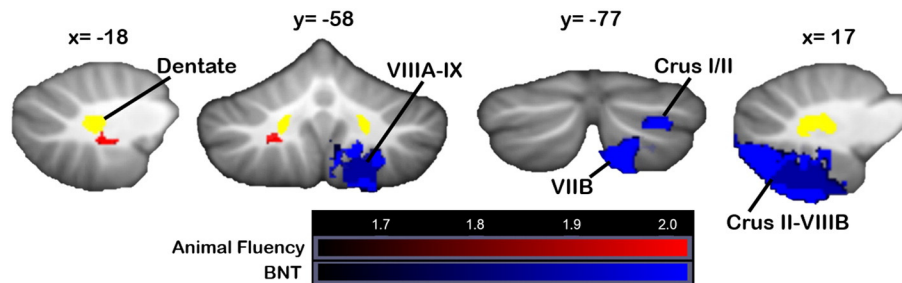 x= -18
y= -58
y= -77
x= 17
Dentate
VIIIA-IX
Crus I/II
VIIB
Crus II-VIIIB
1.7 1.8 1.9 2.0
Animal Fluency
BNT